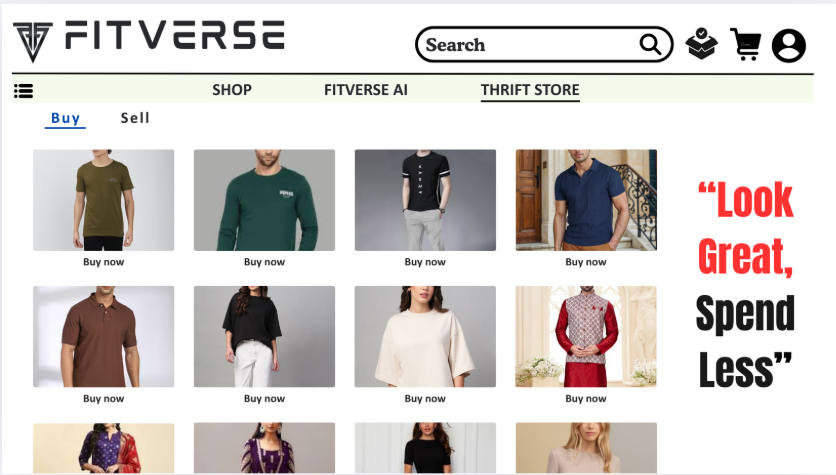 FITVERSE
Search
SHOP FITVERSE AI THRIFT STORE
Buy Sell
Buy now Buy now Buy now Buy now
Buy now Buy now Buy now Buy now
“Look
Great,
Spend
Less”